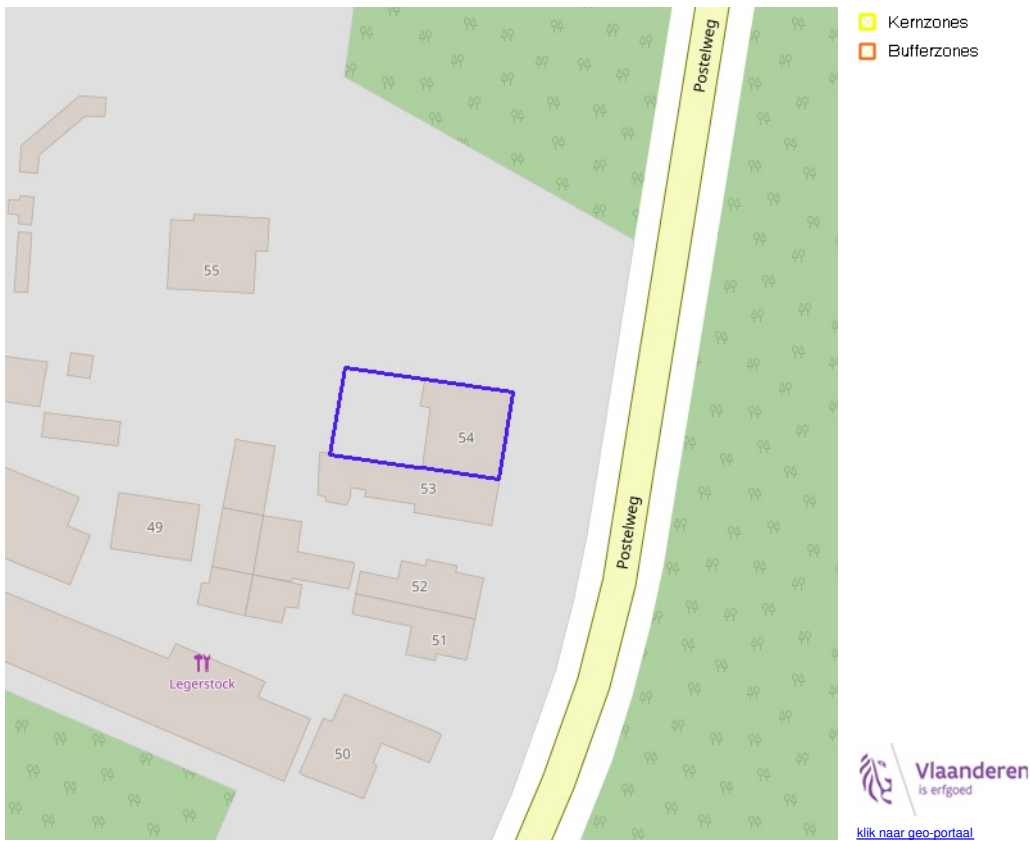 Postelweg
55
54
53
49
Postelweg
52
51
Legerstock
50
Kernzones
Bufferzones
Vlaanderen
is erfgoed
klik naar geo-portaal